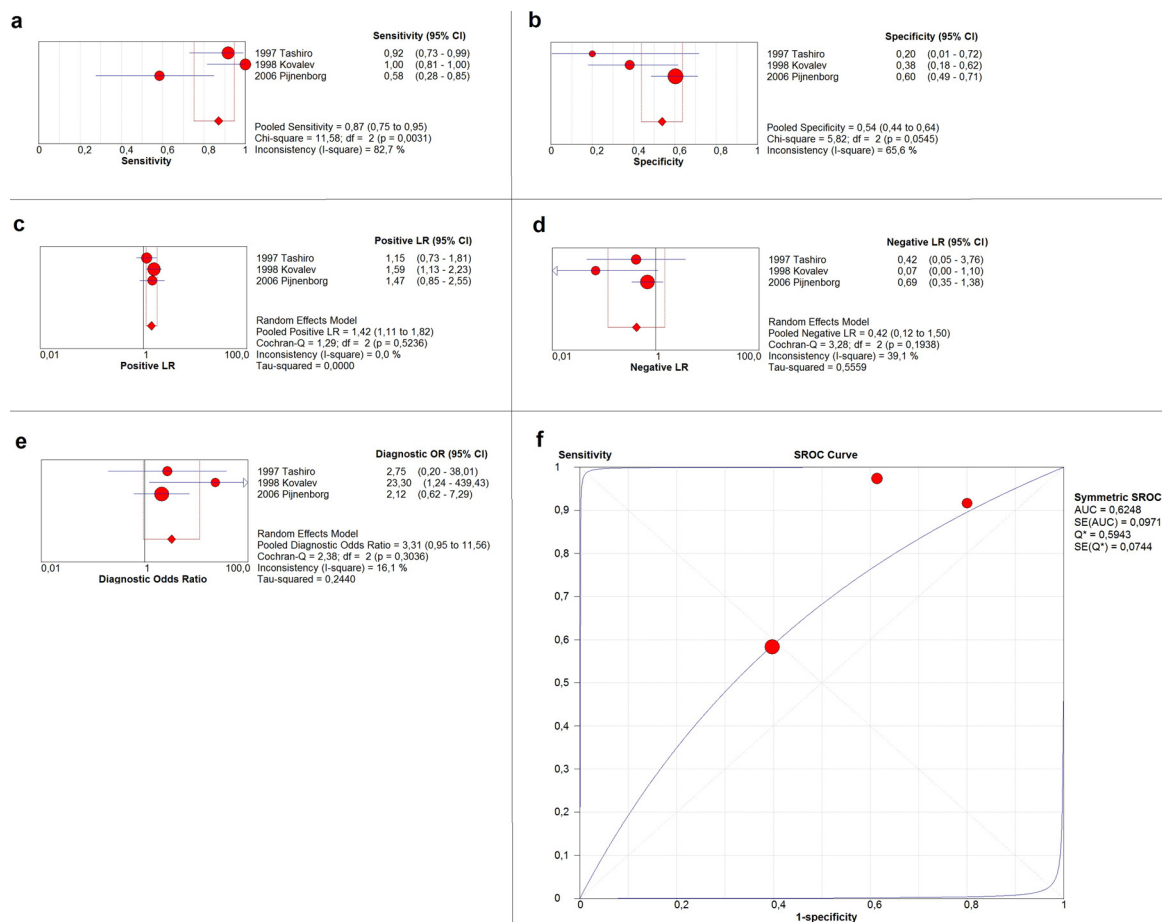 a
Sensitivity (95% CI)
1997 Tashiro 0,92 (0,73 - 0,99)
1998 Kovalev 1,00 (0,81 - 1,00)
2006 Pijnenborg 0,58 (0,28 - 0,85)
Pooled Sensitivity = 0,87 (0,75 to 0,95)
Chi-square = 11,58; df = 2 (p = 0,0031)
Inconsistency (I-square) = 82,7 %
0 0,2 0,4 0,6 0,8 1
Sensitivity
b
Specificity (95% CI)
1997 Tashiro 0,20 (0,01 - 0,72)
1998 Kovalev 0,38 (0,18 - 0,62)
2006 Pijnenborg 0,60 (0,49 - 0,71)
Pooled Specificity = 0,54 (0,44 to 0,64)
Chi-square = 5,82; df = 2 (p = 0,0545)
Inconsistency (I-square) = 65,6 %
0 0,2 0,4 0,6 0,8 1
Specificity
c
Positive LR (95% CI)
1997 Tashiro 1,15 (0,73 - 1,81)
1998 Kovalev 1,59 (1,13 - 2,23)
2006 Pijnenborg 1,47 (0,85 - 2,55)
Random Effects Model
Pooled Positive LR = 1,42 (1,11 to 1,82)
Cochran-Q = 1,29; df = 2 (p = 0,5236)
Inconsistency (I-square) = 0,0 %
Tau-squared = 0,0000
0,01 1 100,0
Positive LR
d
Negative LR (95% CI)
1997 Tashiro 0,42 (0,05 - 3,76)
1998 Kovalev 0,07 (0,00 - 1,10)
2006 Pijnenborg 0,69 (0,35 - 1,38)
Random Effects Model
Pooled Negative LR = 0,42 (0,12 to 1,50)
Cochran-Q = 3,28; df = 2 (p = 0,1938)
Inconsistency (I-square) = 39,1 %
Tau-squared = 0,5559
0,01 1 100,0
Negative LR
e
Diagnostic OR (95% CI)
1997 Tashiro 2,75 (0,20 - 38,01)
1998 Kovalev 23,30 (1,24 - 439,43)
2006 Pijnenborg 2,12 (0,62 - 7,29)
Random Effects Model
Pooled Diagnostic Odds Ratio = 3,31 (0,95 to 11,56)
Cochran-Q = 2,38; df = 2 (p = 0,3036)
Inconsistency (I-square) = 16,1 %
Tau-squared = 0,2440
0,01 1 100,0
Diagnostic Odds Ratio
f
Sensitivity
SROC Curve
1
0,9
0,8
0,7
0,6
0,5
0,4
0,3
0,2
0,1
0
0 0,2 0,4 0,6 0,8 1
1-specificity
Symmetric SROC
AUC = 0,6248
SE(AUC) = 0,0971
Q* = 0,5943
SE(Q*) = 0,0744